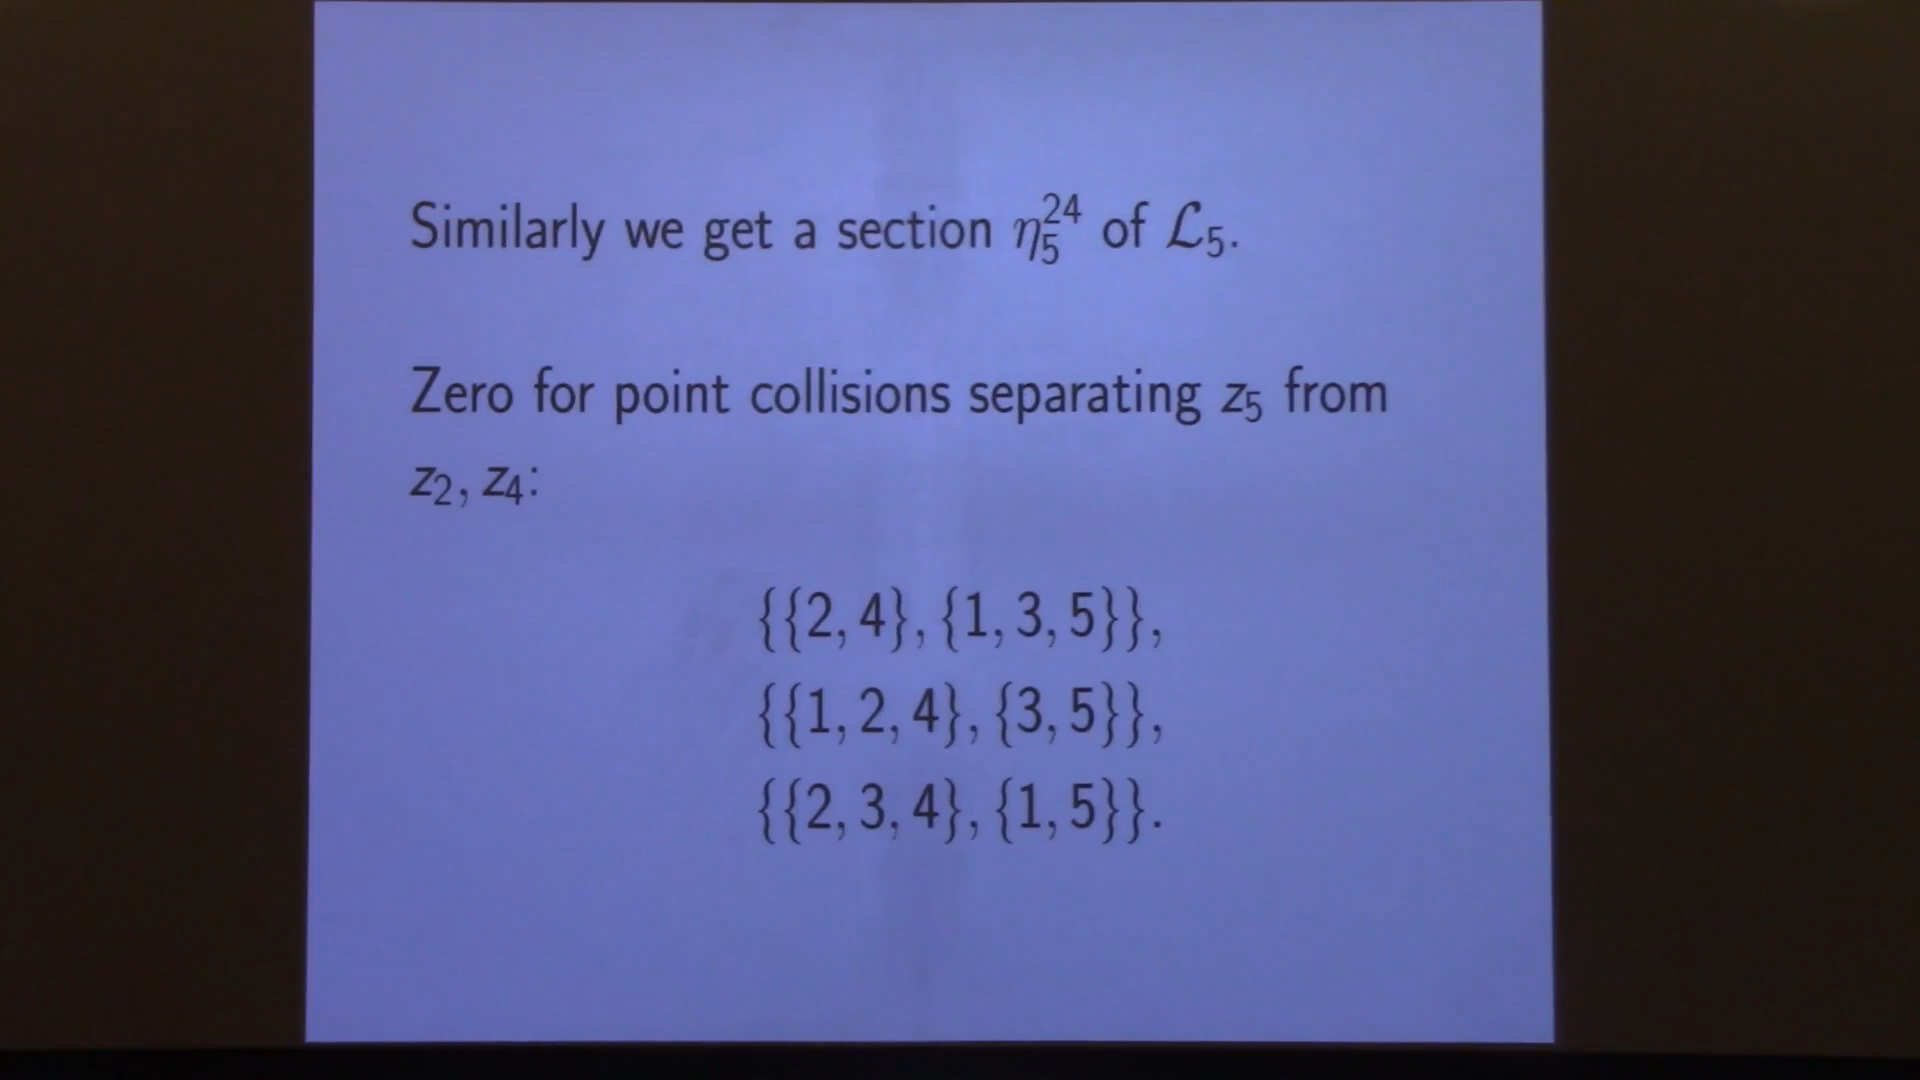 Similarly we get a section η₅²⁴ of ℒ₅.
Zero for point collisions separating z₅ from
z₂, z₄:
{{2, 4}, {1, 3, 5}},
{{1, 2, 4}, {3, 5}},
{{2, 3, 4}, {1, 5}}.